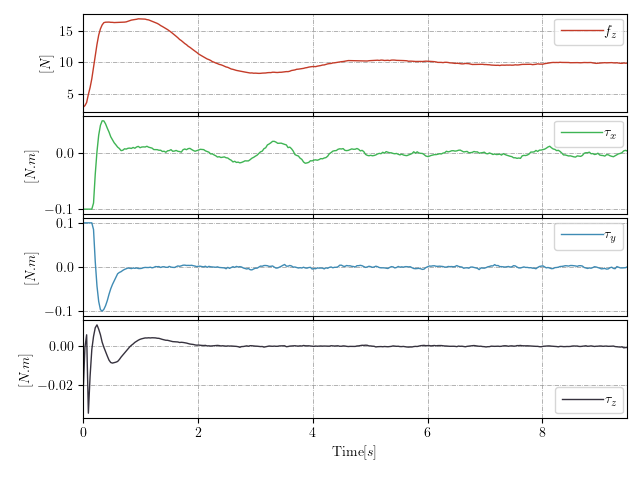 15
10
5
[N]
f_z
0.0
−0.1
[N.m]
τ_x
0.1
0.0
−0.1
[N.m]
τ_y
0.00
−0.02
[N.m]
τ_z
0 2 4 6 8
Time[s]